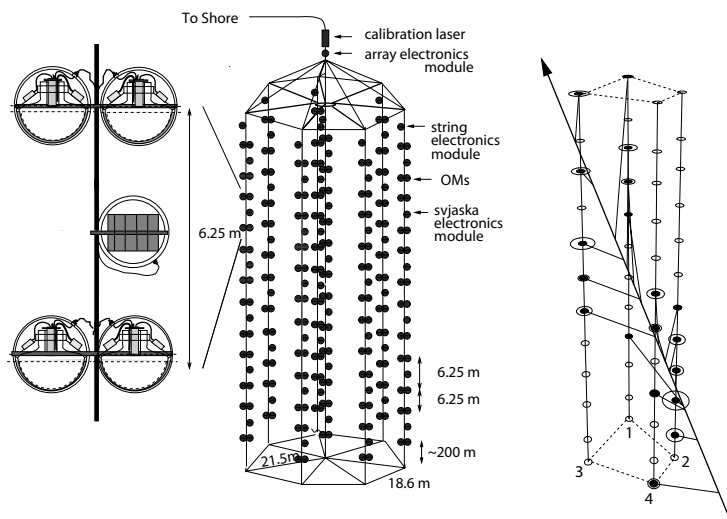 To Shore
calibration laser
array electronics
module
string
electronics
module
OMs
svjaska
electronics
module
6.25 m
6.25 m
6.25 m
~200 m
21.5m
18.6 m
1
2
3
4